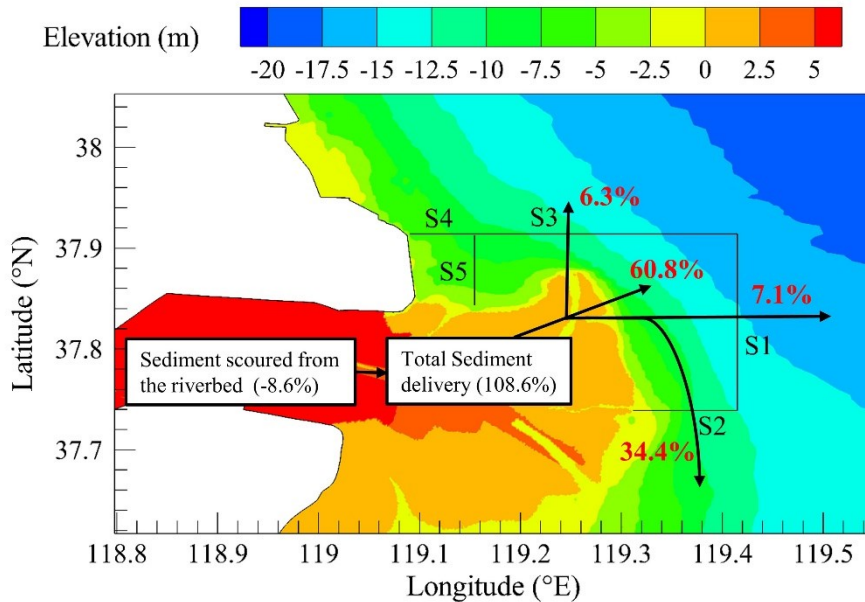 Elevation (m)
-20 -17.5 -15 -12.5 -10 -7.5 -5 -2.5 0 2.5 5
38
37.9
37.8
37.7
Latitude (°N)
S4
S3
6.3%
S5
60.8%
7.1%
S1
Sediment scoured from
the riverbed (-8.6%)
Total Sediment
delivery (108.6%)
S2
34.4%
118.8 118.9 119 119.1 119.2 119.3 119.4 119.5
Longitude (°E)